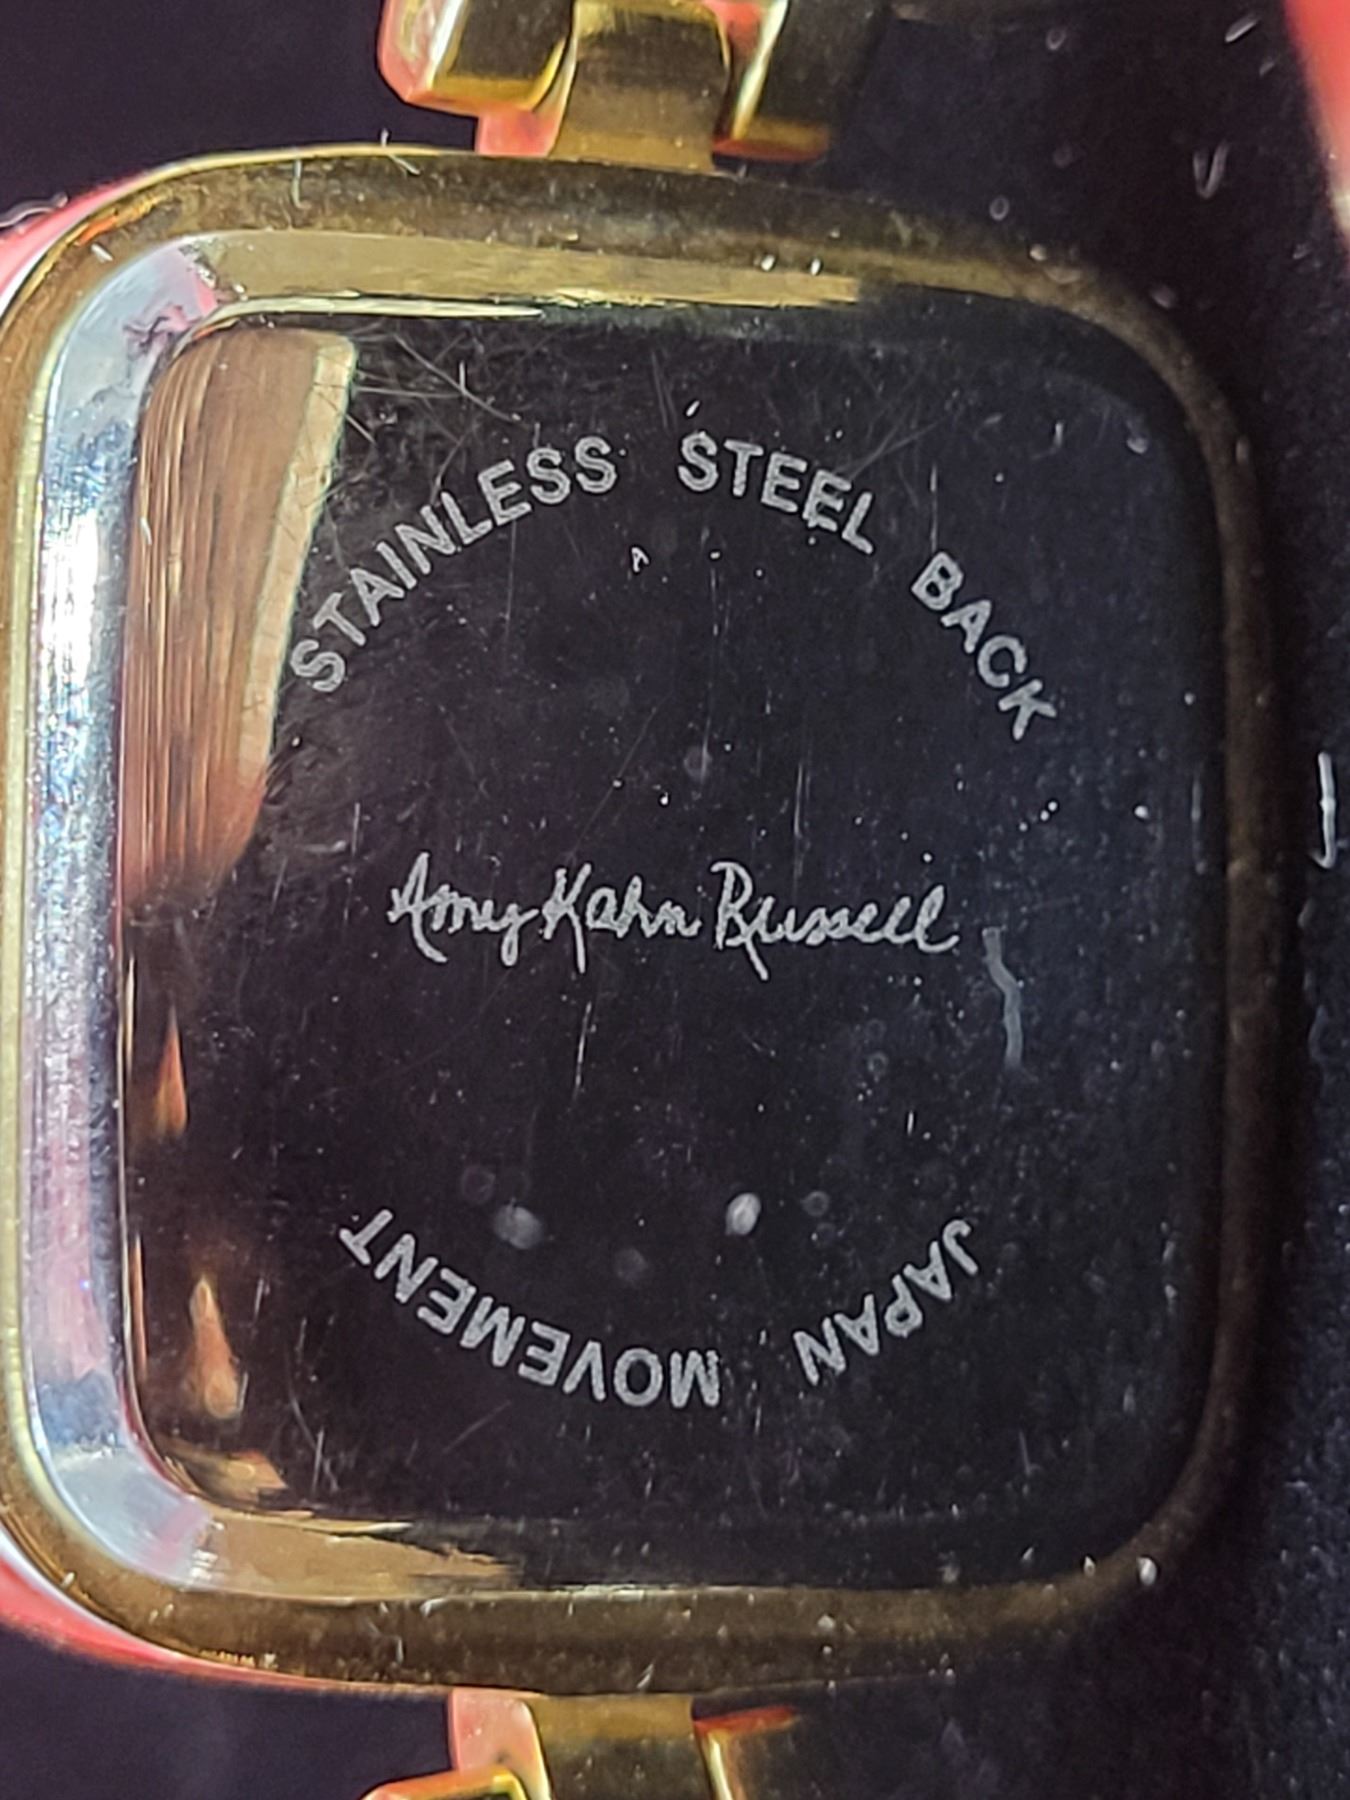 STAINLESS STEEL BACK
Amy Kahn Russell
JAPAN MOVEMENT